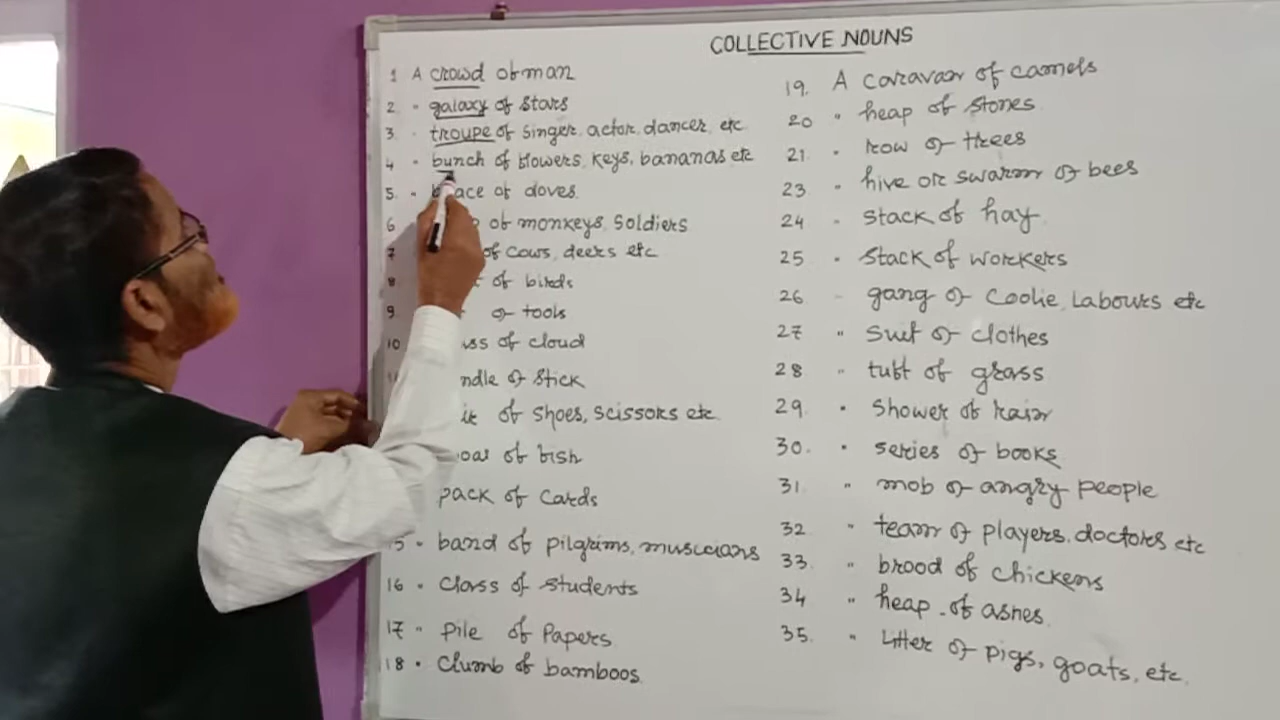 COLLECTIVE NOUNS
1 A crowd of man
2 " galaxy of stars
3 " troupe of singer, actor, dancer, etc
4 " bunch of flowers, keys, bananas etc
5 " ace of doves.
6 of monkeys, soldiers
7 of cows, deers etc
8 of birds
9 of tools
10 ss of cloud
ndle of stick
of shoes, scissors etc
of fish
pack of cards
15 " band of pilgrims, musicians
16 " class of students
17 " pile of papers
18 " clumb of bamboos
19. A caravan of camels
20 " heap of stones
21 " row of trees
23 " hive or swarm of bees
24 " stack of hay
25 " stack of workers
26 " gang of coolie, labours etc
27 " suit of clothes
28 " tuft of grass
29 " shower of rain
30. " series of books
31 " mob of angry people
32 " team of players, doctors etc
33. " brood of chickens
34 " heap of ashes
35. " litter of pigs, goats, etc.